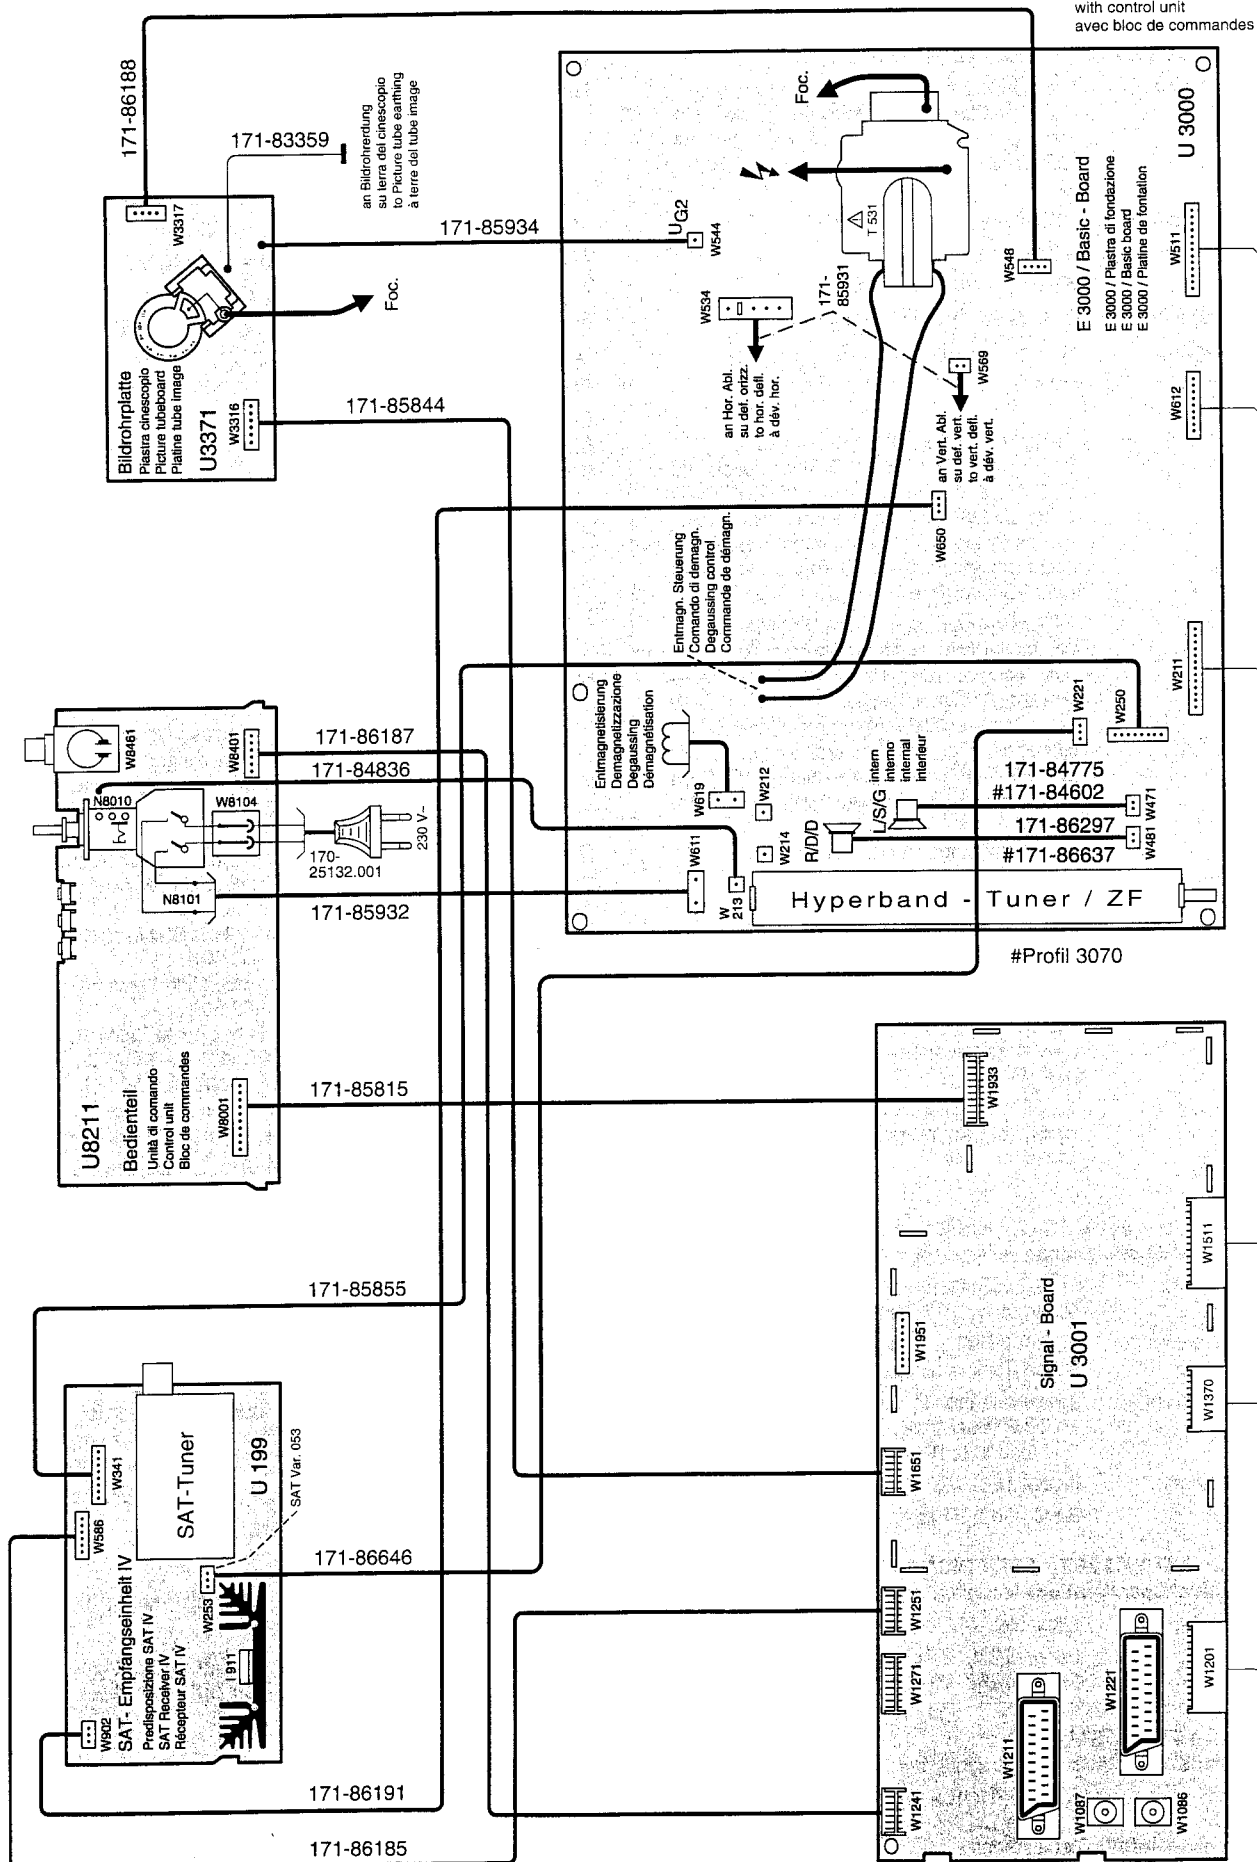 with control unit
avec bloc de commandes
171-86188
171-83359
an Bildrohrerdung
su terra del cinescopio
to Picture tube earthing
à terre del tube image
W3317
171-85934
Foc.
Bildrohrplatte
Piastra cinescopio
Picture tubeboard
Platine tube image
U3371
W3316
171-85844
Foc.
T 531
UG2
W544
W534
171-
85931
an Hor. Abl.
su def. orizz.
to hor. defl.
à dév. hor.
W569
an Vert. Abl.
su def. vert.
to vert. defl.
à dév. vert.
W548
W650
U 3000
E 3000 / Basic - Board
E 3000 / Piastra di fondazione
E 3000 / Basic board
E 3000 / Platine de fontation
W511
W612
W211
Entmagn. Steuerung
Comando di demagn.
Degaussing control
Commande de démagn.
Entmagnetisierung
Demagnetizzazione
Degaussing
Démagnétisation
W619
W212
W214
W611
W
213
R/D/D
L/S/G
intern
interno
internal
interieur
W221
W250
171-84775
#171-84602
W471
171-86297
#171-86637
W481
Hyperband - Tuner / ZF
#Profil 3070
W8461
W8401
171-86187
171-84836
N8010
W8104
230 V~
170-
25132.001
N8101
171-85932
U8211
Bedienteil
Unità di comando
Control unit
Bloc de commandes
W8001
171-85815
171-85855
W341
W586
SAT-Tuner
U 199
SAT Var. 053
W253
171-86646
I 911
SAT- Empfangseinheit IV
Predisposizione SAT IV
SAT Receiver IV
Récepteur SAT IV
W902
171-86191
171-86185
W1933
W1511
W1951
Signal - Board
U 3001
W1370
W1651
W1251
W1271
W1201
W1221
W1211
W1241
W1087
W1086